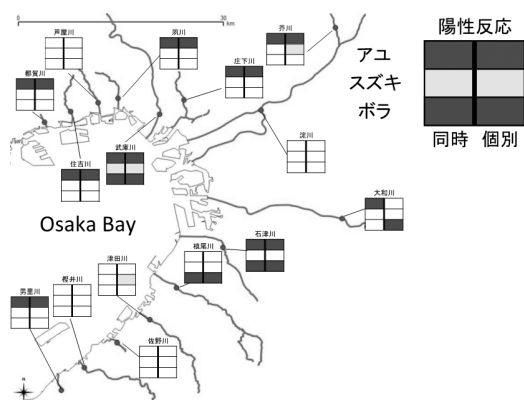 0
30
km
芦屋川
夙川
芥川
庄下川
都賀川
住吉川
武庫川
淀川
大和川
石津川
槙尾川
津田川
樫井川
男里川
佐野川
Osaka Bay
N
陽性反応
アユ
スズキ
ボラ
同時 個別